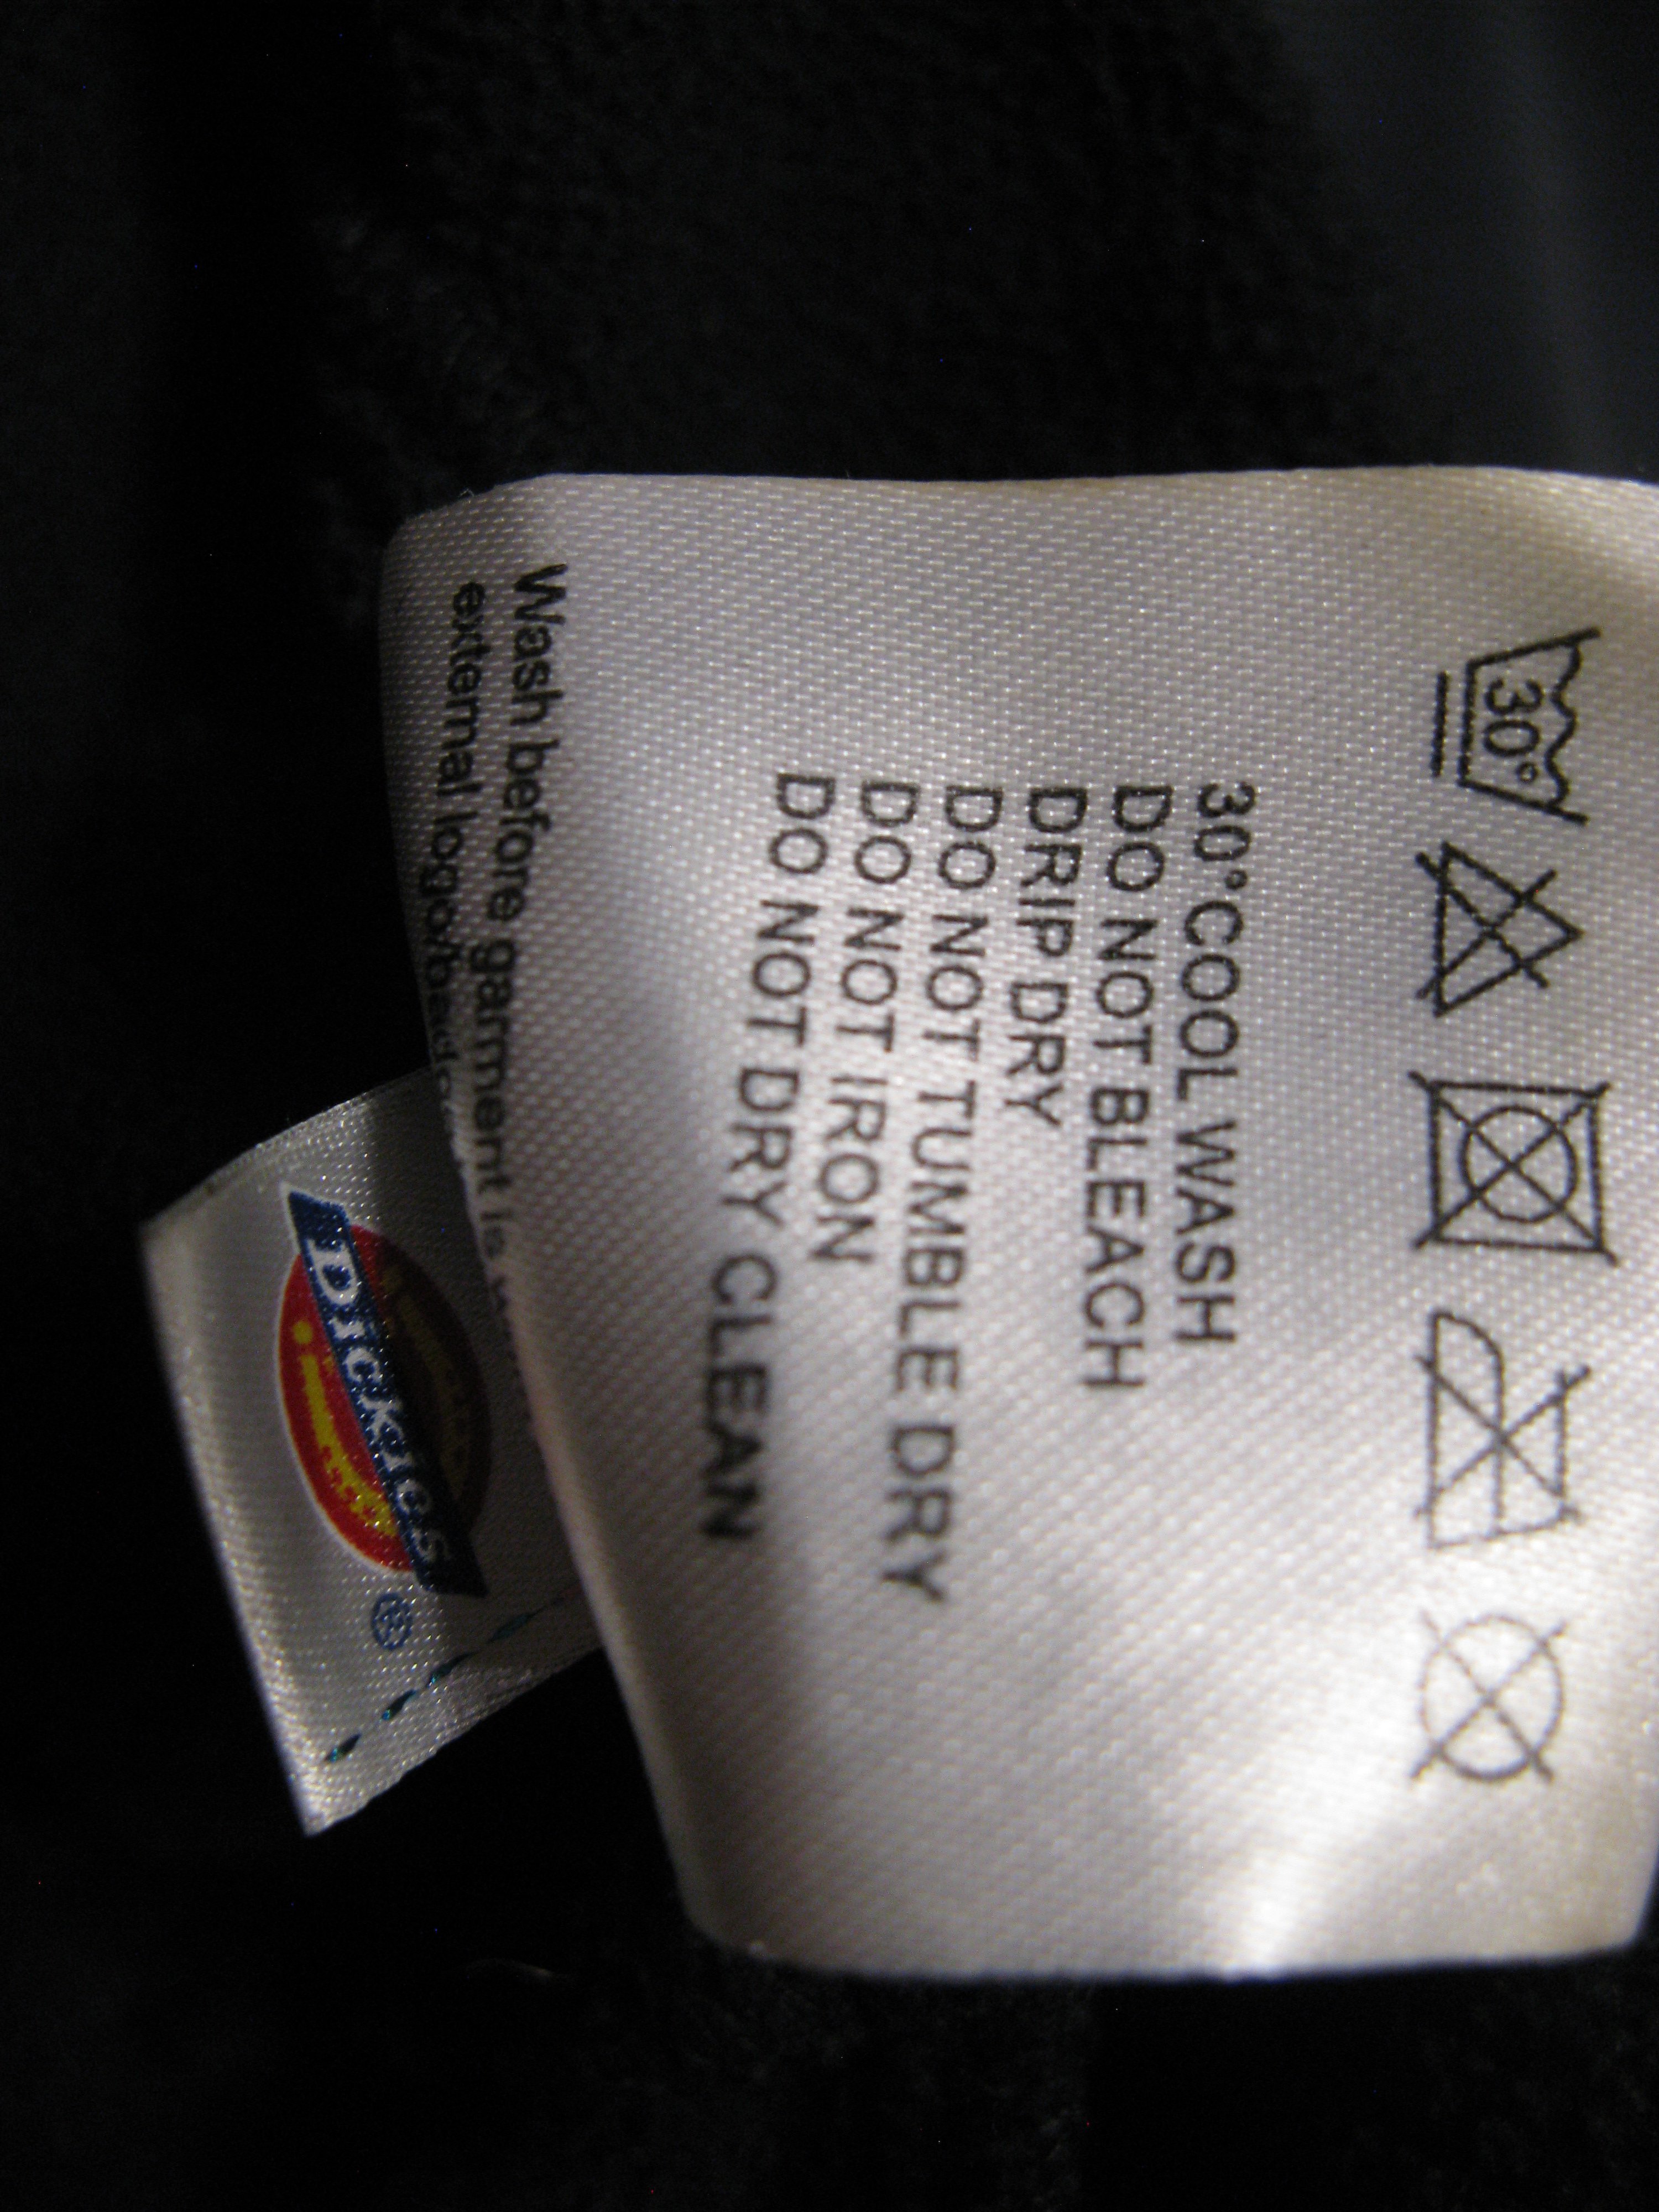 30°
30°COOL WASH
DO NOT BLEACH
DRIP DRY
DO NOT TUMBLE DRY
DO NOT IRON
DO NOT DRY CLEAN
Wash before garment is
external logo/
Dickies ®